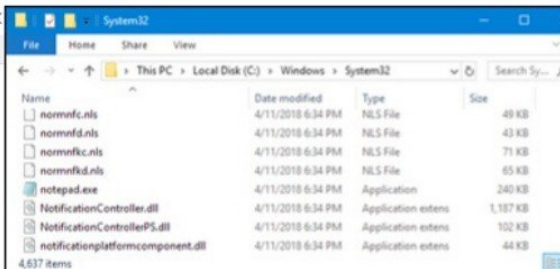 System32
File Home Share View
This PC > Local Disk (C:) > Windows > System32 Search Sy...
Name Date modified Type Size
normnfc.nls 4/11/2018 6:34 PM NLS File 49 KB
normnfd.nls 4/11/2018 6:34 PM NLS File 43 KB
normnfkc.nls 4/11/2018 6:34 PM NLS File 71 KB
normnfkd.nls 4/11/2018 6:34 PM NLS File 65 KB
notepad.exe 4/11/2018 6:34 PM Application 240 KB
NotificationController.dll 4/11/2018 6:34 PM Application extens 1,187 KB
NotificationControllerPS.dll 4/11/2018 6:34 PM Application extens 102 KB
notificationplatformcomponent.dll 4/11/2018 6:34 PM Application extens 44 KB
4,637 items